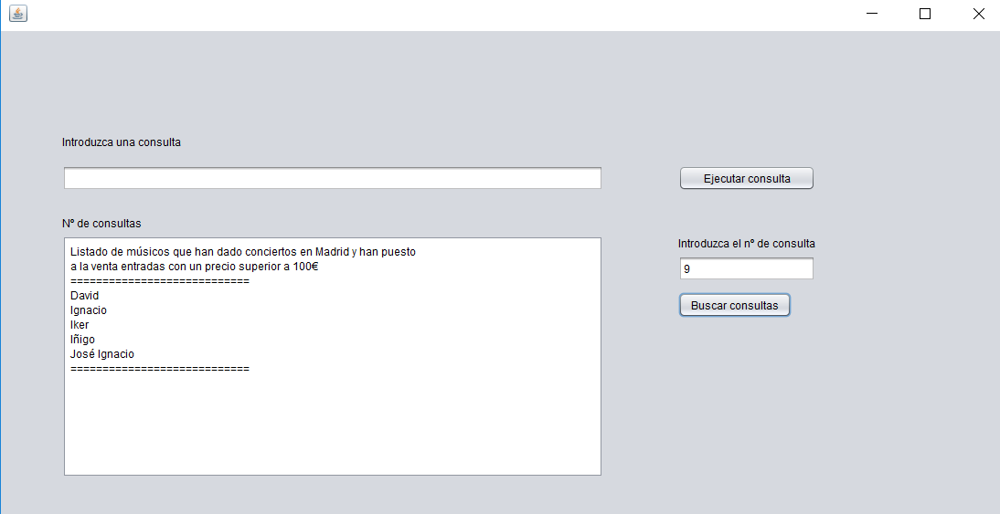 Introduzca una consulta
Ejecutar consulta
Nº de consultas
Listado de músicos que han dado conciertos en Madrid y han puesto
a la venta entradas con un precio superior a 100€
============================
David
Ignacio
Iker
Iñigo
José Ignacio
============================
Introduzca el nº de consulta
9
Buscar consultas